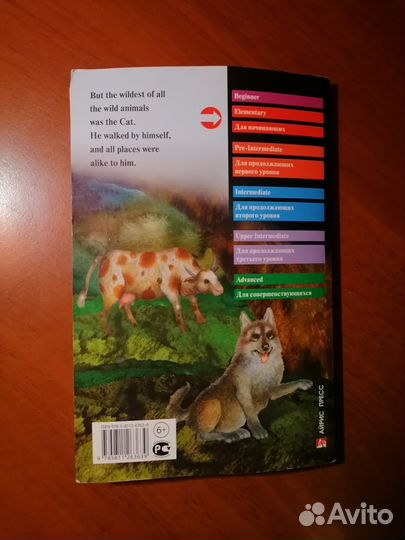 But the wildest of all
the wild animals
was the Cat.
He walked by himself,
and all places were
alike to him.
Beginner
Elementary
Для начинающих
Pre-Intermediate
Для продолжающих
первого уровня
Intermediate
Для продолжающих
второго уровня
Upper Intermediate
Для продолжающих
третьего уровня
Advanced
Для совершенствующихся
АЙРИС ПРЕСС
6+
Avito